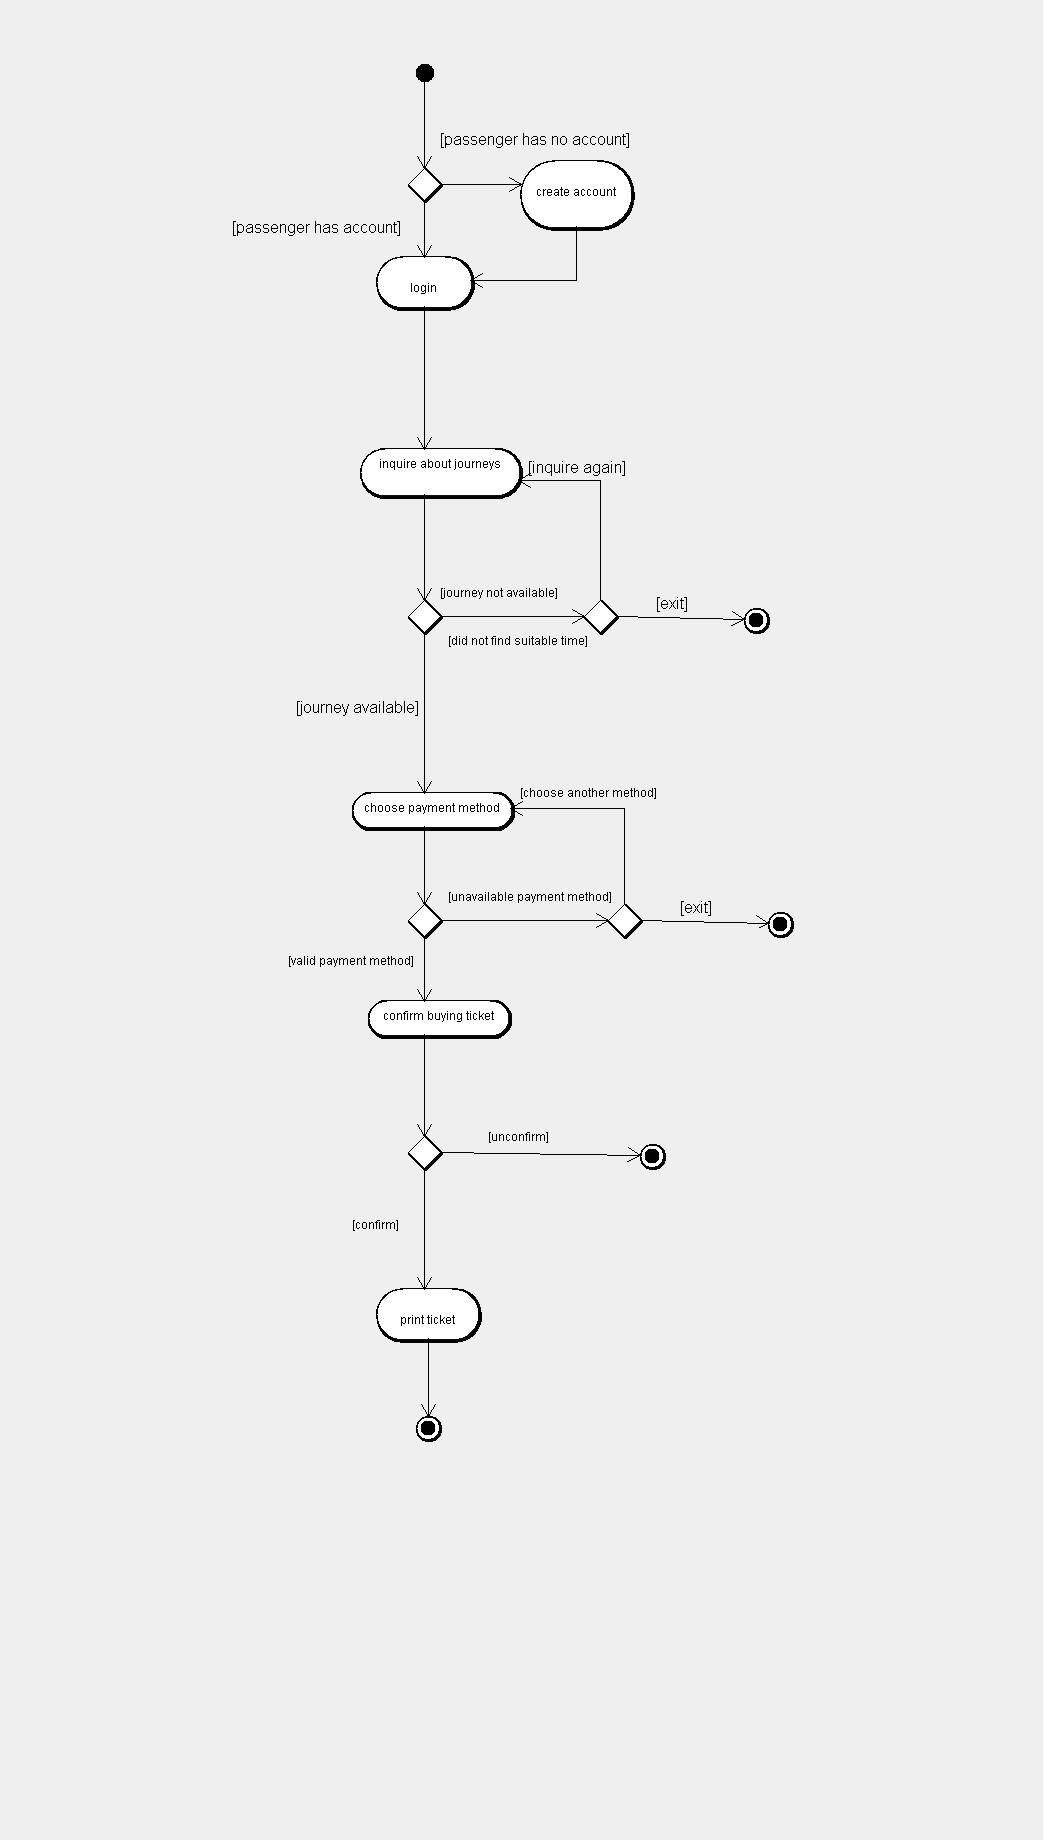 [passenger has no account]
create account
[passenger has account]
login
inquire about journeys
[inquire again]
[journey not available]
[exit]
[did not find suitable time]
[journey available]
[choose another method]
choose payment method
[unavailable payment method]
[exit]
[valid payment method]
confirm buying ticket
[unconfirm]
[confirm]
print ticket